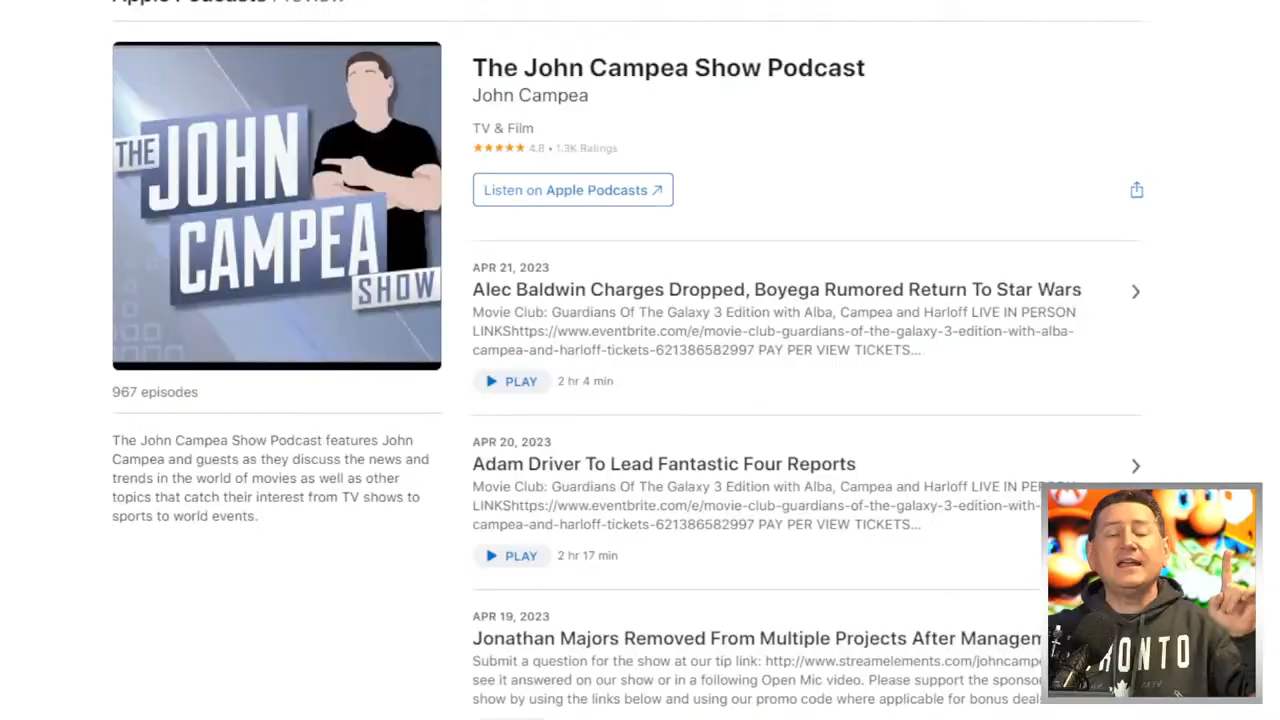 Apple Podcasts Preview
THE
JOHN
CAMPEA
SHOW
967 episodes
The John Campea Show Podcast features John
Campea and guests as they discuss the news and
trends in the world of movies as well as other
topics that catch their interest from TV shows to
sports to world events.
The John Campea Show Podcast
John Campea
TV & Film
★★★★★ 4.8 • 1.3K Ratings
Listen on Apple Podcasts ↗
APR 21, 2023
Alec Baldwin Charges Dropped, Boyega Rumored Return To Star Wars
Movie Club: Guardians Of The Galaxy 3 Edition with Alba, Campea and Harloff LIVE IN PERSON
LINKShttps://www.eventbrite.com/e/movie-club-guardians-of-the-galaxy-3-edition-with-alba-
campea-and-harloff-tickets-621386582997 PAY PER VIEW TICKETS...
PLAY 2 hr 4 min
APR 20, 2023
Adam Driver To Lead Fantastic Four Reports
Movie Club: Guardians Of The Galaxy 3 Edition with Alba, Campea and Harloff LIVE IN PERSON
LINKShttps://www.eventbrite.com/e/movie-club-guardians-of-the-galaxy-3-edition-with-
campea-and-harloff-tickets-621386582997 PAY PER VIEW TICKETS...
PLAY 2 hr 17 min
APR 19, 2023
Jonathan Majors Removed From Multiple Projects After Managem
Submit a question for the show at our tip link: http://www.streamelements.com/johncampe
see it answered on our show or in a following Open Mic video. Please support the sponso
show by using the links below and using our promo code where applicable for bonus deal
RONTO